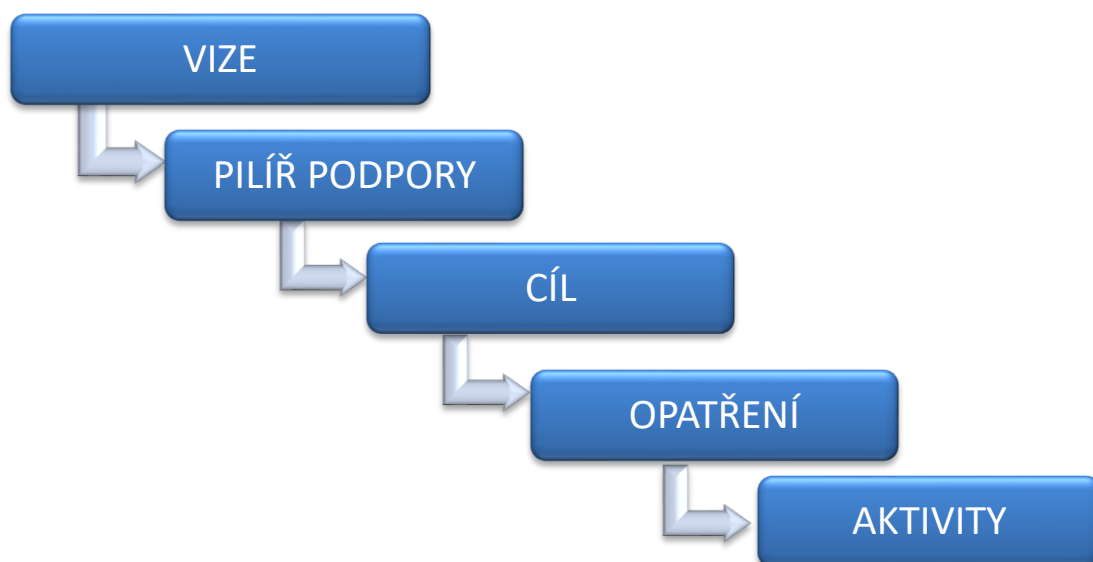 VIZE
PILÍŘ PODPORY
CÍL
OPATŘENÍ
AKTIVITY